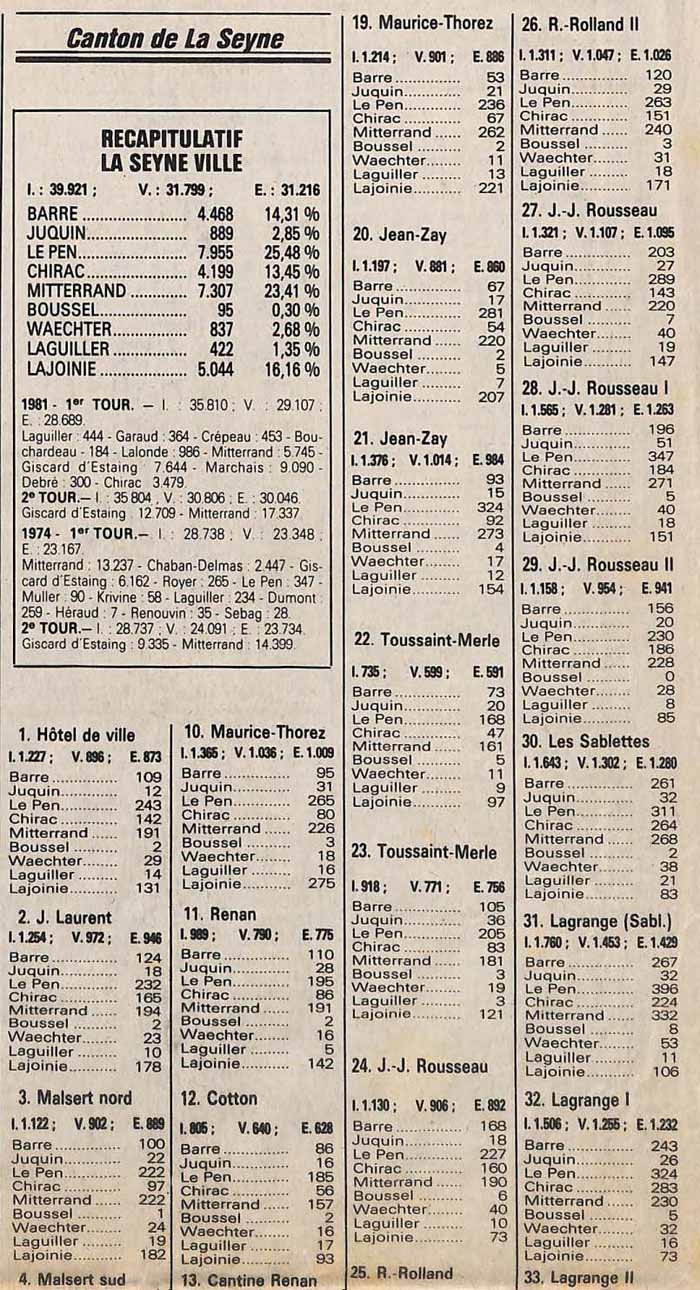 Canton de La Seyne
RECAPITULATIF
LA SEYNE VILLE
I. : 39.921 ; V. : 31.799 ; E. : 31.216
BARRE ........................ 4.468 14,31 %
JUQUIN........................ 889 2,85 %
LE PEN........................ 7.955 25,48 %
CHIRAC ........................ 4.199 13,45 %
MITTERRAND ............. 7.307 23,41 %
BOUSSEL.................... 95 0,30 %
WAECHTER ................. 837 2,68 %
LAGUILLER ................. 422 1,35 %
LAJOINIE..................... 5.044 16,16 %
1981 - 1er TOUR. — I. : 35.810 ; V. : 29.107 ;
E. : 28.689.
Laguiller : 444 - Garaud : 364 - Crépeau : 453 - Bou-
chardeau - 184 - Lalonde : 986 - Mitterrand : 5.745 -
Giscard d'Estaing 7.644 - Marchais : 9.090 -
Debré : 300 - Chirac 3.479.
2e TOUR.— I. : 35 804 , V. : 30.806 ; E. : 30.046.
Giscard d'Estaing : 12.709 - Mitterrand : 17.337.
1974 - 1er TOUR.— I. : 28.738 ; V. : 23.348 ;
E. : 23.167.
Mitterrand : 13.237 - Chaban-Delmas : 2.447 - Gis-
card d'Estaing : 6.162 - Royer : 265 - Le Pen : 347 -
Muller : 90 - Krivine : 58 - Laguiller : 234 - Dumont :
259 - Héraud : 7 - Renouvin : 35 - Sebag : 28.
2e TOUR.— I. : 28.737 ; V. : 24.091 ; E. : 23.734.
Giscard d'Estaing : 9.335 - Mitterrand : 14.399.
1. Hôtel de ville
I. 1.227 ; V. 896 ; E. 873
Barre ................ 109
Juquin............... 12
Le Pen.............. 243
Chirac .............. 142
Mitterrand ...... 191
Boussel ........... 2
Waechter........ 29
Laguiller .......... 14
Lajoinie............ 131
2. J. Laurent
I. 1.254 ; V. 972 ; E. 946
Barre ................ 124
Juquin............... 18
Le Pen.............. 232
Chirac .............. 165
Mitterrand ...... 194
Boussel ........... 2
Waechter........ 23
Laguiller .......... 10
Lajoinie............ 178
3. Malsert nord
I. 1.122 ; V. 902 ; E. 889
Barre ................ 100
Juquin............... 22
Le Pen.............. 222
Chirac .............. 97
Mitterrand ...... 222
Boussel ........... 1
Waechter........ 24
Laguiller .......... 19
Lajoinie............ 182
4. Malsert sud
10. Maurice-Thorez
I. 1.365 ; V. 1.036 ; E. 1.009
Barre ................ 95
Juquin............... 31
Le Pen.............. 265
Chirac .............. 80
Mitterrand ...... 226
Boussel ........... 3
Waechter........ 18
Laguiller .......... 16
Lajoinie............ 275
11. Renan
I. 989 ; V. 790 ; E. 775
Barre ................ 110
Juquin............... 28
Le Pen.............. 195
Chirac .............. 86
Mitterrand ...... 191
Boussel ........... 2
Waechter........ 16
Laguiller .......... 5
Lajoinie............ 142
12. Cotton
I. 805 ; V. 640 ; E. 628
Barre ................ 86
Juquin............... 16
Le Pen.............. 185
Chirac .............. 56
Mitterrand ...... 157
Boussel ........... 2
Waechter........ 16
Laguiller .......... 17
Lajoinie............ 93
13. Cantine Renan
19. Maurice-Thorez
I. 1.214 ; V. 901 ; E. 886
Barre ................ 53
Juquin............... 21
Le Pen.............. 236
Chirac .............. 67
Mitterrand ...... 262
Boussel ........... 2
Waechter........ 11
Laguiller .......... 13
Lajoinie............ 221
20. Jean-Zay
I. 1.197 ; V. 881 ; E. 860
Barre ................ 67
Juquin............... 17
Le Pen.............. 281
Chirac .............. 54
Mitterrand ...... 220
Boussel ........... 2
Waechter........ 5
Laguiller .......... 7
Lajoinie............ 207
21. Jean-Zay
I. 1.376 ; V. 1.014 ; E. 984
Barre ................ 93
Juquin............... 15
Le Pen.............. 324
Chirac .............. 92
Mitterrand ...... 273
Boussel ........... 4
Waechter........ 17
Laguiller .......... 12
Lajoinie............ 154
22. Toussaint-Merle
I. 735 ; V. 599 ; E. 591
Barre ................ 73
Juquin............... 20
Le Pen.............. 168
Chirac .............. 47
Mitterrand ...... 161
Boussel ........... 5
Waechter........ 11
Laguiller .......... 9
Lajoinie............ 97
23. Toussaint-Merle
I. 918 ; V. 771 ; E. 756
Barre ................ 105
Juquin............... 36
Le Pen.............. 205
Chirac .............. 83
Mitterrand ...... 181
Boussel ........... 3
Waechter........ 19
Laguiller .......... 3
Lajoinie............ 121
24. J.-J. Rousseau
I. 1.130 ; V. 906 ; E. 892
Barre ................ 168
Juquin............... 18
Le Pen.............. 227
Chirac .............. 160
Mitterrand ...... 190
Boussel ........... 6
Waechter........ 40
Laguiller .......... 10
Lajoinie............ 73
25. R.-Rolland
26. R.-Rolland II
I. 1.311 ; V. 1.047 ; E. 1.026
Barre ................ 120
Juquin............... 29
Le Pen.............. 263
Chirac .............. 151
Mitterrand ...... 240
Boussel ........... 3
Waechter........ 31
Laguiller .......... 18
Lajoinie............ 171
27. J.-J. Rousseau
I. 1.321 ; V. 1.107 ; E. 1.095
Barre ................ 203
Juquin............... 27
Le Pen.............. 289
Chirac .............. 143
Mitterrand ...... 220
Boussel ........... 7
Waechter........ 40
Laguiller .......... 19
Lajoinie............ 147
28. J.-J. Rousseau I
I. 1.565 ; V. 1.281 ; E. 1.263
Barre ................ 196
Juquin............... 51
Le Pen.............. 347
Chirac .............. 184
Mitterrand ...... 271
Boussel ........... 5
Waechter........ 40
Laguiller .......... 18
Lajoinie............ 151
29. J.-J. Rousseau II
I. 1.158 ; V. 954 ; E. 941
Barre ................ 156
Juquin............... 20
Le Pen.............. 230
Chirac .............. 186
Mitterrand ...... 228
Boussel ........... 0
Waechter........ 28
Laguiller .......... 8
Lajoinie............ 85
30. Les Sablettes
I. 1.643 ; V. 1.302 ; E. 1.280
Barre ................ 261
Juquin............... 32
Le Pen.............. 311
Chirac .............. 264
Mitterrand ...... 268
Boussel ........... 2
Waechter........ 38
Laguiller .......... 21
Lajoinie............ 83
31. Lagrange (Sabl.)
I. 1.760 ; V. 1.453 ; E. 1.429
Barre ................ 267
Juquin............... 32
Le Pen.............. 396
Chirac .............. 224
Mitterrand ...... 332
Boussel ........... 8
Waechter........ 53
Laguiller .......... 11
Lajoinie............ 106
32. Lagrange I
I. 1.506 ; V. 1.255 ; E. 1.232
Barre ................ 243
Juquin............... 26
Le Pen.............. 324
Chirac .............. 283
Mitterrand ...... 230
Boussel ........... 5
Waechter........ 32
Laguiller .......... 16
Lajoinie............ 73
33. Lagrange II